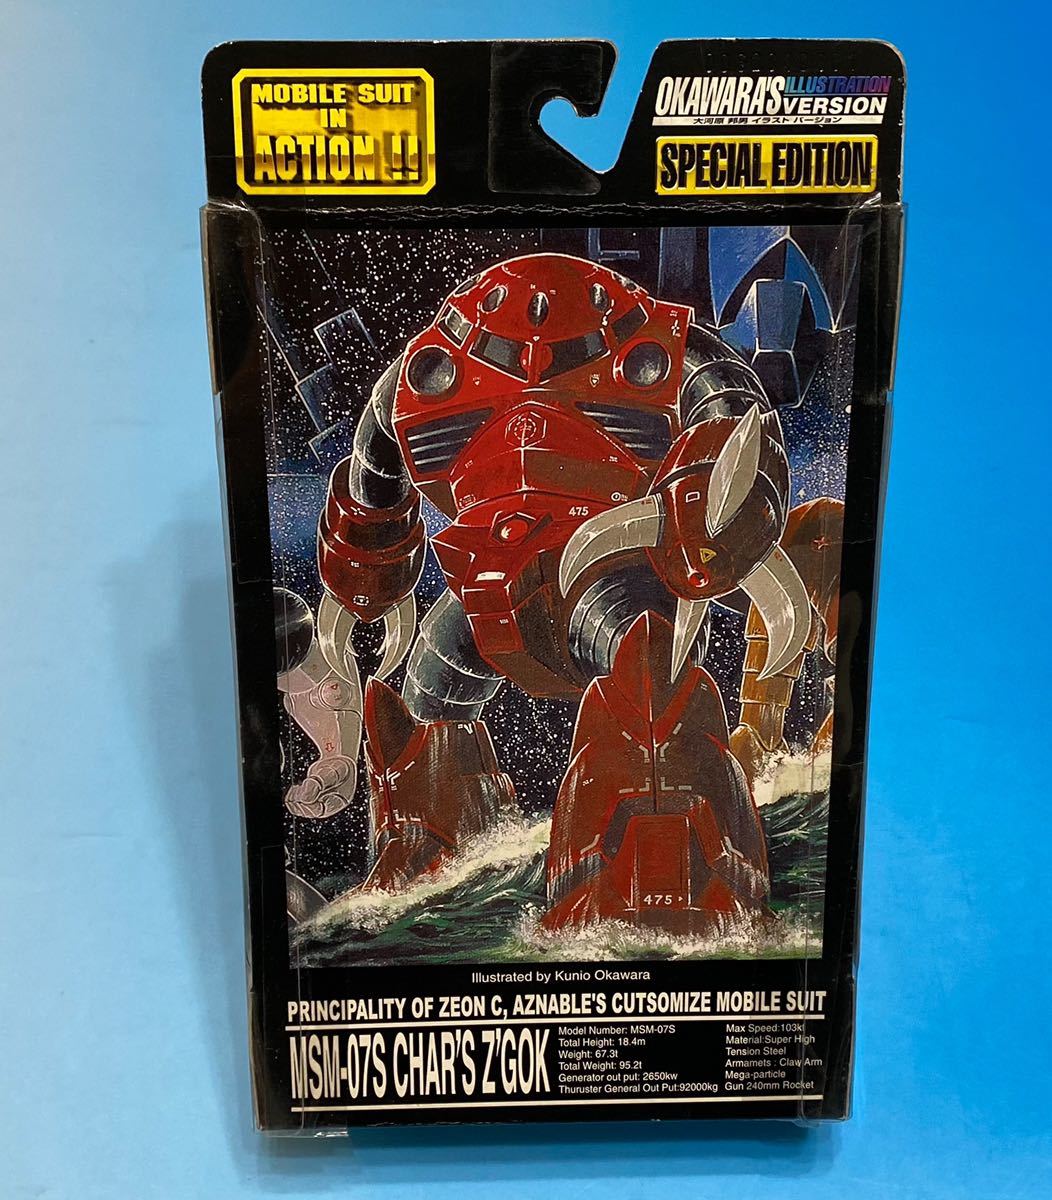 MOBILE SUIT
IN
ACTION !!
OKAWARA'S ILLUSTRATION VERSION
大河原 邦男 イラスト バージョン
SPECIAL EDITION
475
475
Illustrated by Kunio Okawara
PRINCIPALITY OF ZEON C, AZNABLE'S CUTSOMIZE MOBILE SUIT
MSM-07S CHAR'S Z'GOK
Model Number: MSM-07S
Total Height: 18.4m
Weight: 67.3t
Total Weight: 95.2t
Generator out put: 2650kw
Thuruster General Out Put:92000kg
Max Speed:103kt
Material:Super High
Tension Steel
Armamets : Claw Arm
Mega-particle
Gun 240mm Rocket